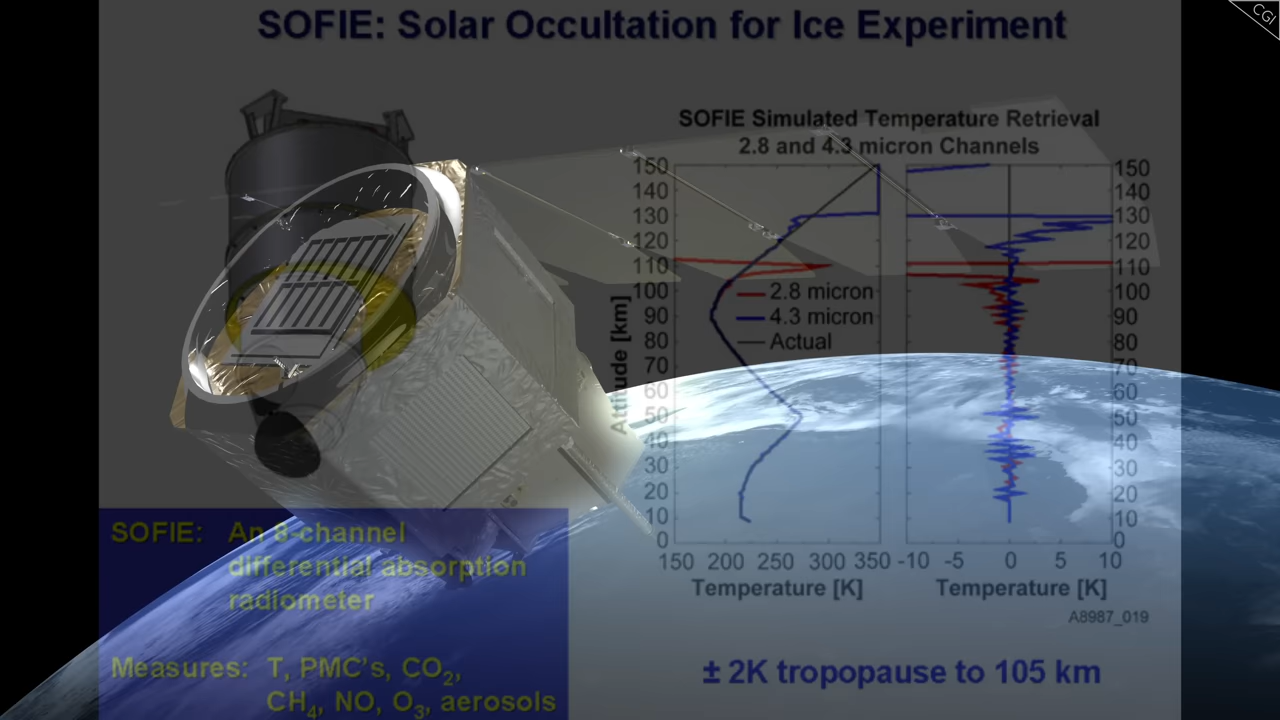 SOFIE: Solar Occultation for Ice Experiment
CGI
SOFIE Simulated Temperature Retrieval
2.8 and 4.3 micron Channels
150 150
140 140
130 130
120 120
110 110
100 100
90 90
80 80
70 70
60 60
50 50
40 40
30 30
20 20
10 10
0 0
Altitude [km]
2.8 micron
4.3 micron
Actual
150 200 250 300 350 -10 -5 0 5 10
Temperature [K] Temperature [K]
A8987_019
SOFIE: An 8-channel
differential absorption
radiometer
Measures: T, PMC's, CO₂,
CH₄, NO, O₃, aerosols
± 2K tropopause to 105 km